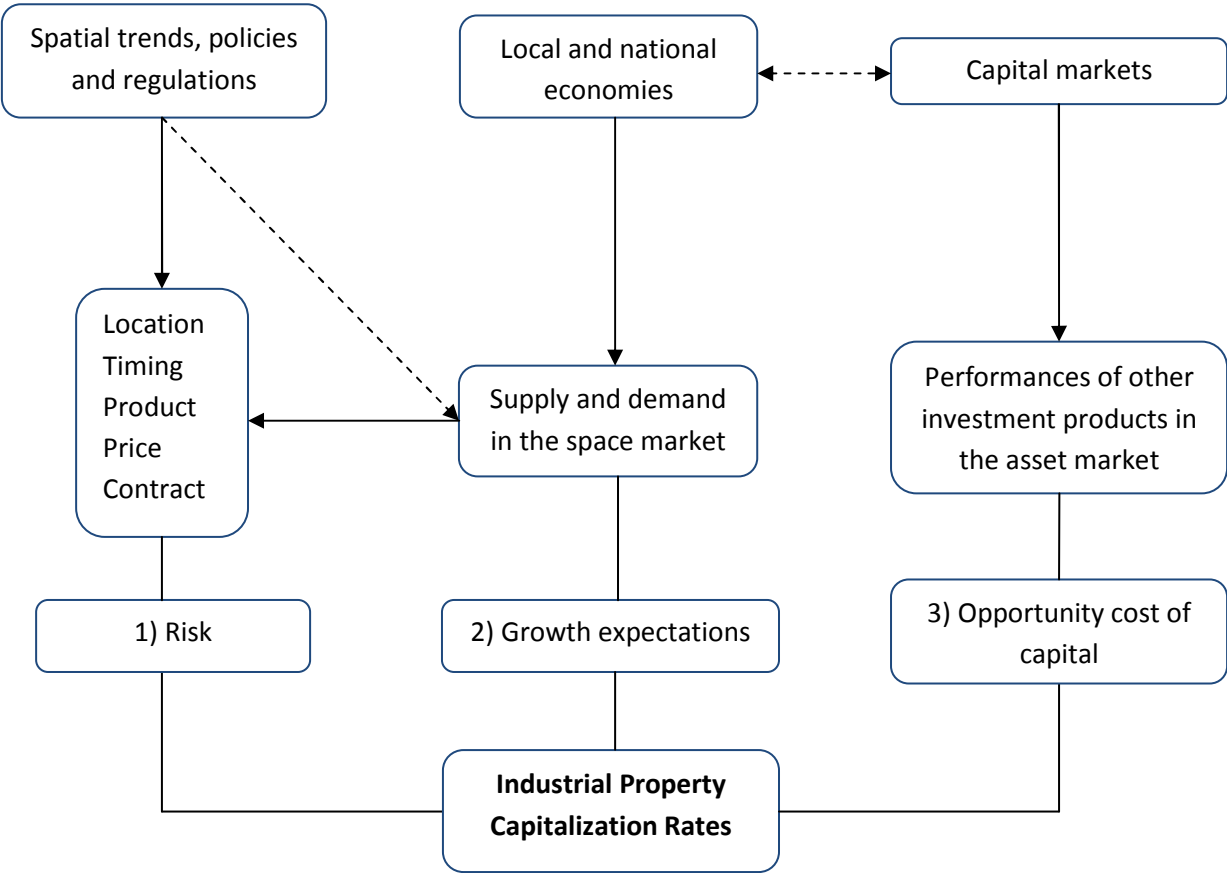 Spatial trends, policies
and regulations
Local and national
economies
Capital markets
Location
Timing
Product
Price
Contract
Supply and demand
in the space market
Performances of other
investment products in
the asset market
1) Risk
2) Growth expectations
3) Opportunity cost of
capital
Industrial Property
Capitalization Rates